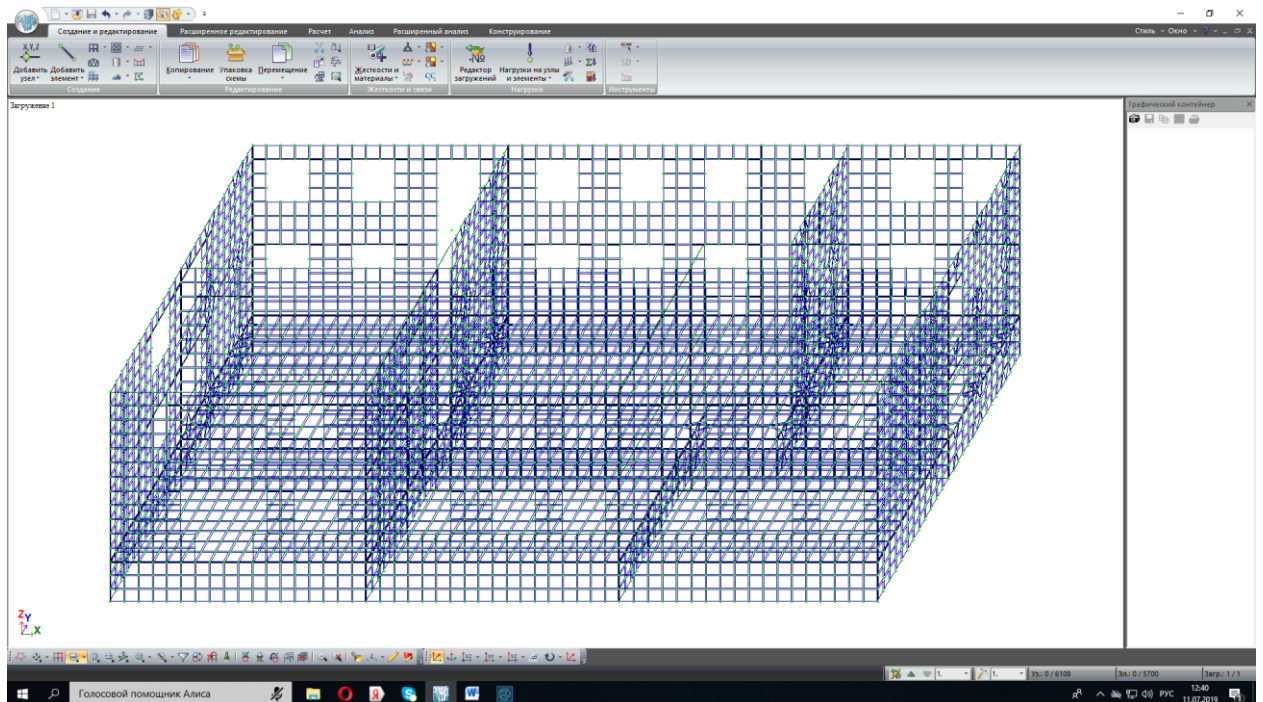 Создание и редактирование Расширенное редактирование Расчет Анализ Расширенный анализ Конструирование Стиль Окно
X,Y,Z
Добавить узел
Добавить элемент
Копирование
Упаковка схемы
Перемещение
Жесткости и материалы
Редактор загружений
Нагрузки на узлы и элементы
Создание Редактирование Жесткости и связи Нагрузки Инструменты
Загружение 1
Графический контейнер
Z
Y
X
1. 1. Уз.: 0 / 6108 Эл.: 0 / 5700 Загр.: 1 / 1
Голосовой помощник Алиса
РУС
12:40
11.07.2019